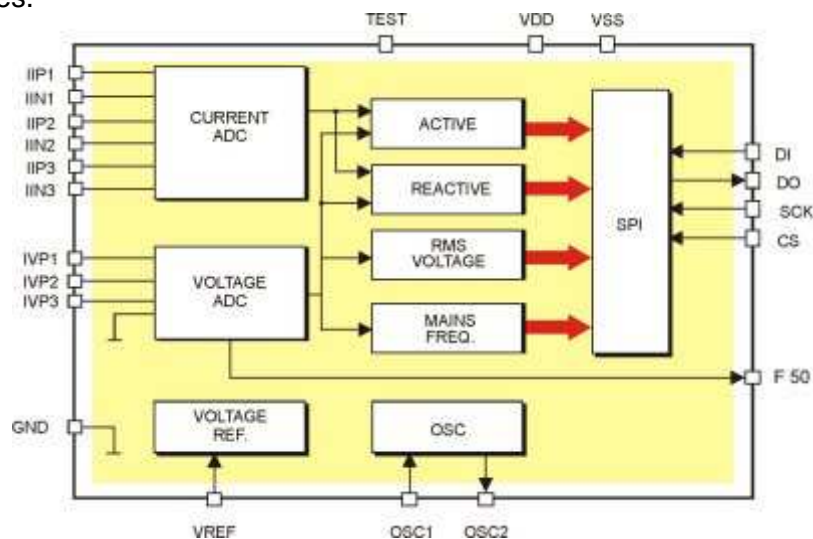 es.
TEST VDD VSS
IIP1
IIN1
IIP2
IIN2
IIP3
IIN3
CURRENT
ADC
ACTIVE
REACTIVE
RMS
VOLTAGE
MAINS
FREQ.
SPI
DI
DO
SCK
CS
IVP1
IVP2
IVP3
VOLTAGE
ADC
F 50
GND
VOLTAGE
REF.
OSC
VREF OSC1 OSC2